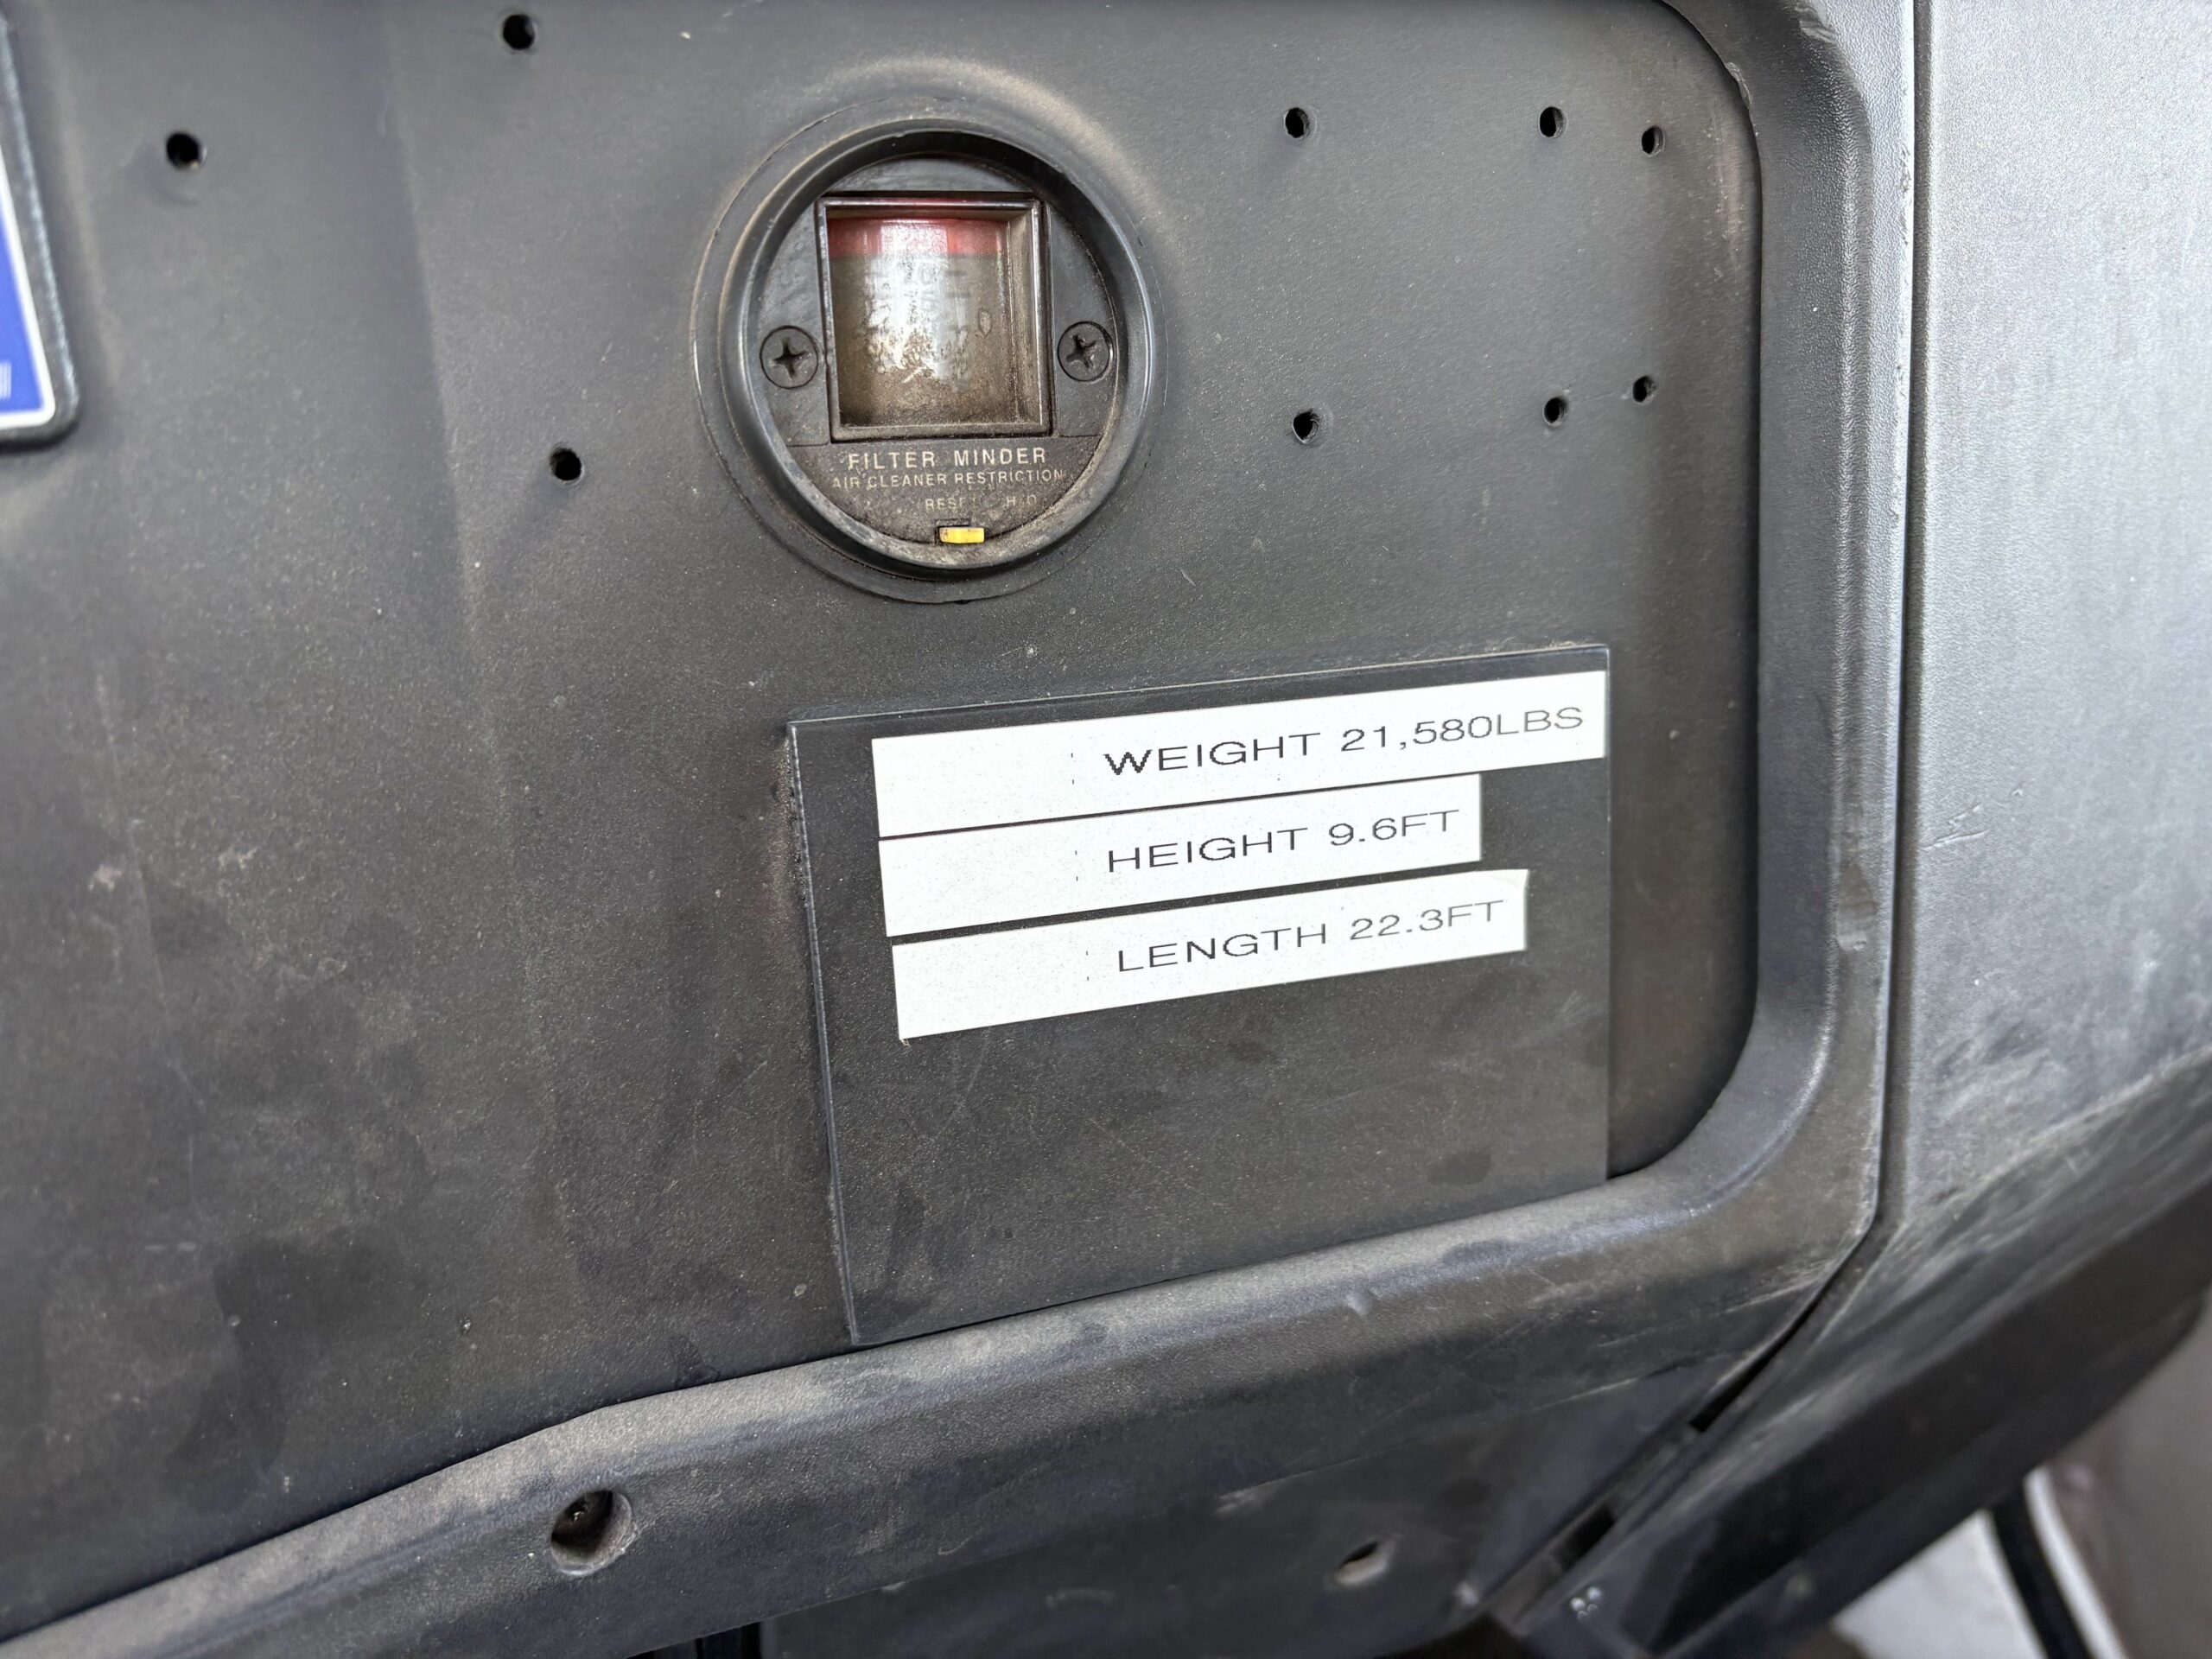 FILTER MINDER
AIR CLEANER RESTRICTION
WEIGHT 21,580LBS
HEIGHT 9.6FT
LENGTH 22.3FT